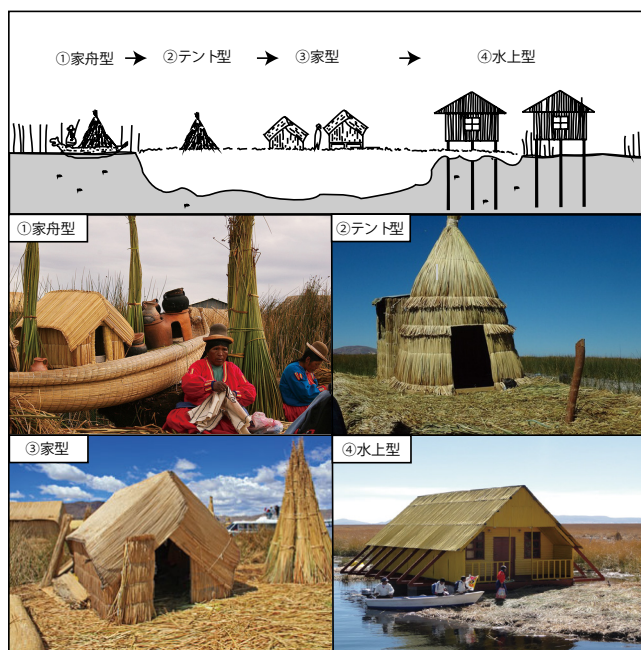 ①家舟型 → ②テント型 → ③家型 → ④水上型
①家舟型
②テント型
③家型
④水上型